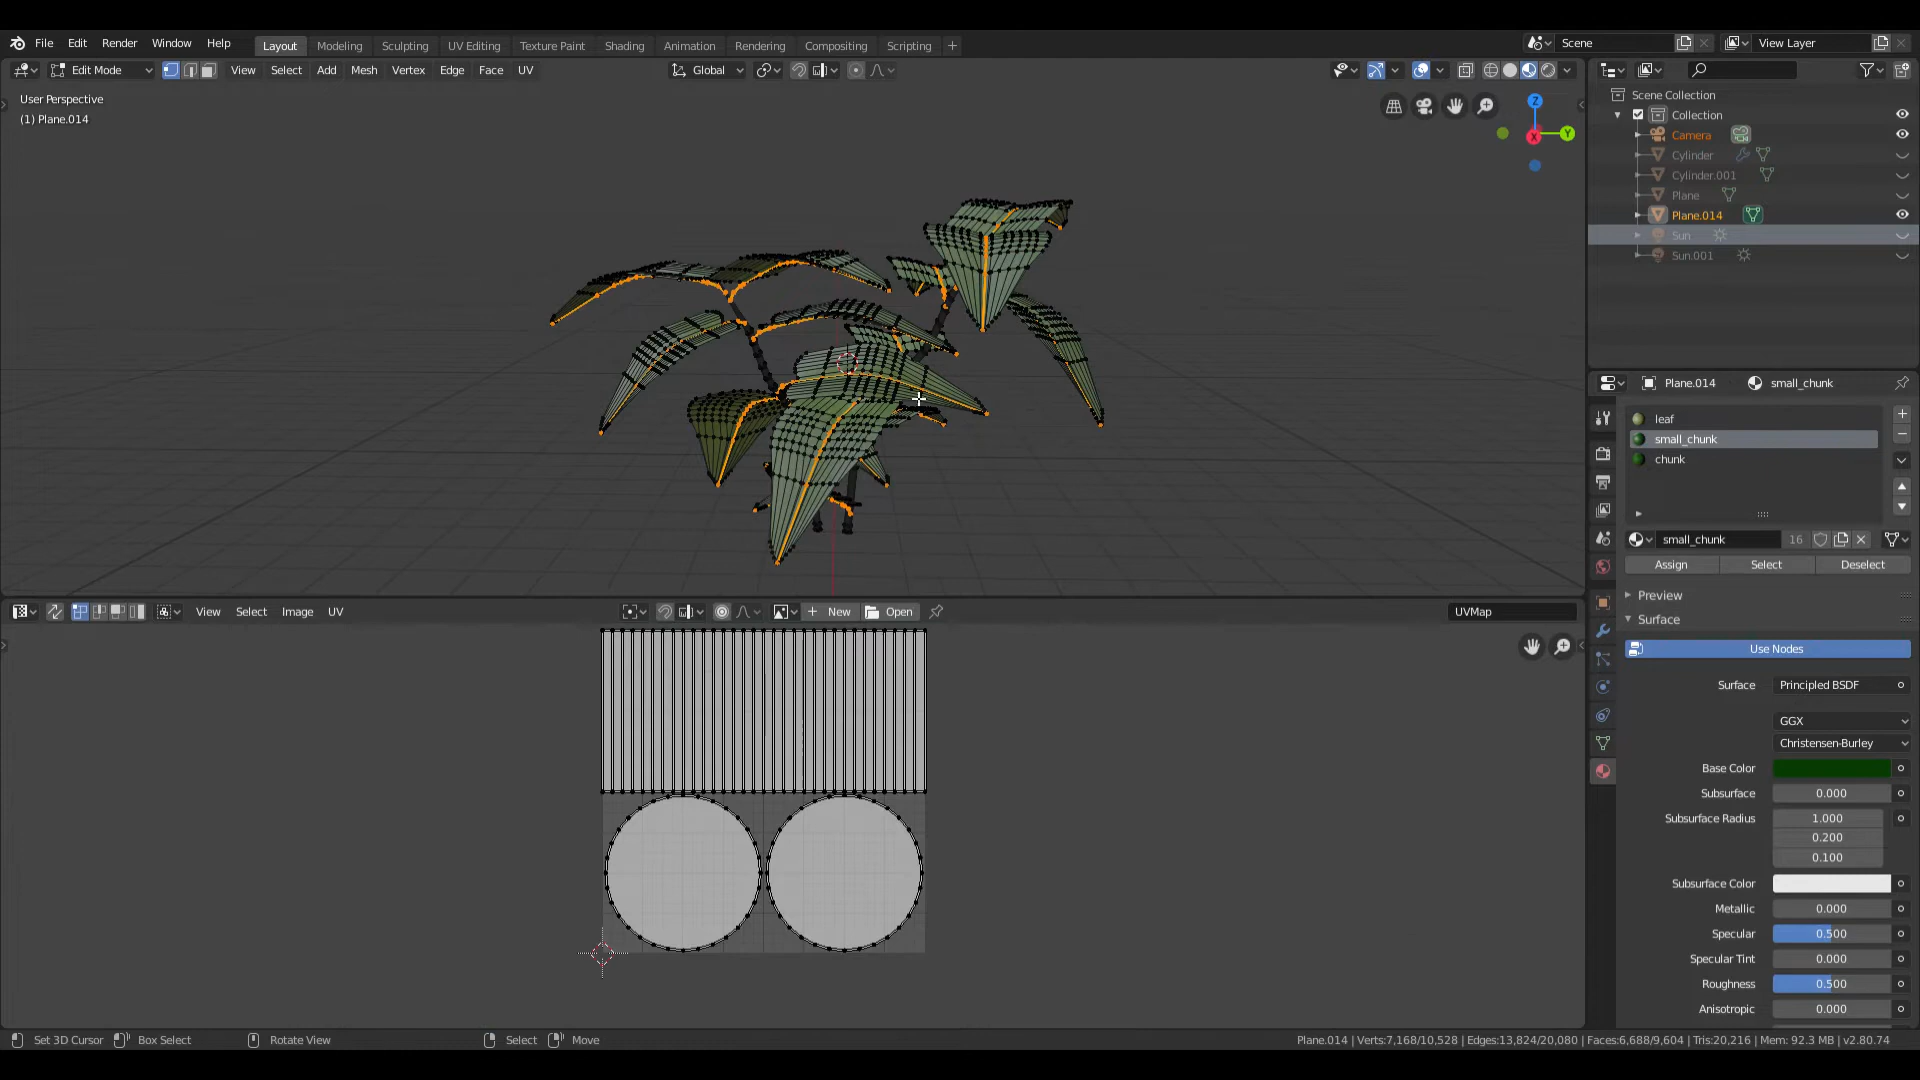 File Edit Render Window Help Layout Modeling Sculpting UV Editing Texture Paint Shading Animation Rendering Compositing Scripting + Scene View Layer
Edit Mode View Select Add Mesh Vertex Edge Face UV Global
User Perspective
(1) Plane.014
Z
Y
X
Scene Collection
Collection
Camera
Cylinder
Cylinder.001
Plane
Plane.014
Sun
Sun.001
Plane.014 small_chunk
leaf
small_chunk
chunk
small_chunk 16
Assign Select Deselect
Preview
Surface
Use Nodes
Surface Principled BSDF
GGX
Christensen-Burley
Base Color
Subsurface 0.000
Subsurface Radius 1.000
0.200
0.100
Subsurface Color
Metallic 0.000
Specular 0.500
Specular Tint 0.000
Roughness 0.500
Anisotropic 0.000
View Select Image UV + New Open UVMap
Set 3D Cursor Box Select Rotate View Select Move Plane.014 | Verts:7,168/10,528 | Edges:13,824/20,080 | Faces:6,688/9,604 | Tris:20,216 | Mem: 92.3 MB | v2.80.74